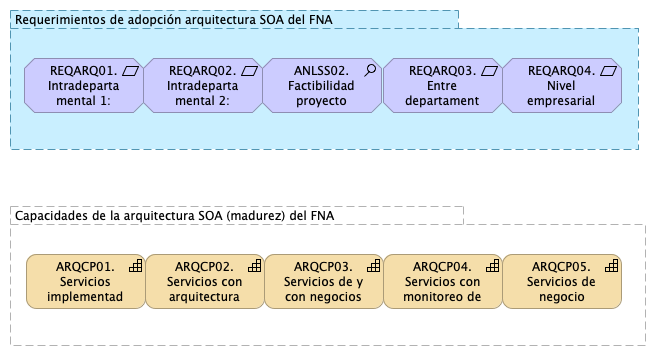 Requerimientos de adopción arquitectura SOA del FNA
REQARQ01.
Intradeparta
mental 1:
REQARQ02.
Intradeparta
mental 2:
ANLSS02.
Factibilidad
proyecto
REQARQ03.
Entre
departament
REQARQ04.
Nivel
empresarial
Capacidades de la arquitectura SOA (madurez) del FNA
ARQCP01.
Servicios
implementad
ARQCP02.
Servicios con
arquitectura
ARQCP03.
Servicios de y
con negocios
ARQCP04.
Servicios con
monitoreo de
ARQCP05.
Servicios de
negocio